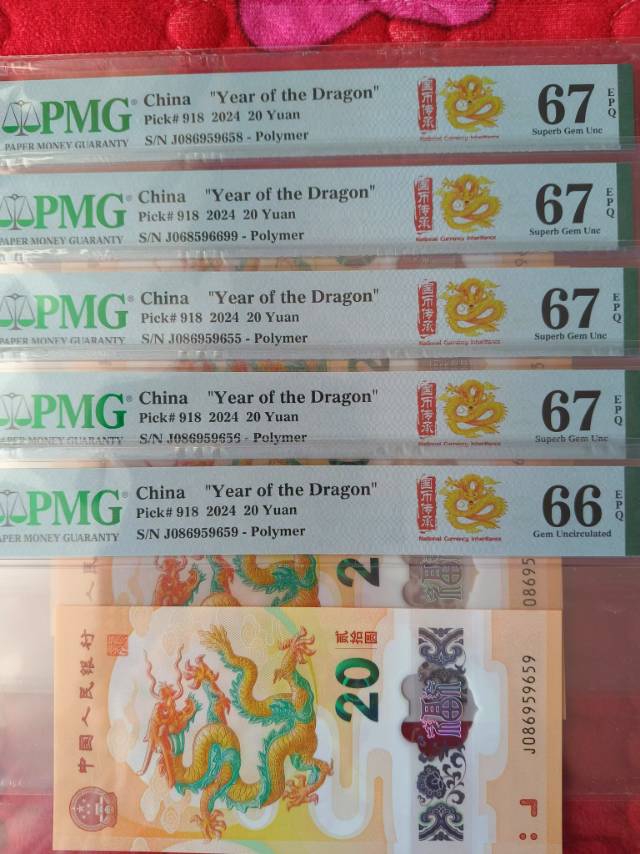 PMG
PAPER MONEY GUARANTY
China "Year of the Dragon"
Pick# 918 2024 20 Yuan
S/N J086959658 - Polymer
国币传承
National Currency Inheritance
67
EPQ
Superb Gem Unc
PMG
PAPER MONEY GUARANTY
China "Year of the Dragon"
Pick# 918 2024 20 Yuan
S/N J068596699 - Polymer
国币传承
National Currency Inheritance
67
EPQ
Superb Gem Unc
PMG
PAPER MONEY GUARANTY
China "Year of the Dragon"
Pick# 918 2024 20 Yuan
S/N J086959655 - Polymer
国币传承
National Currency Inheritance
67
EPQ
Superb Gem Unc
PMG
PAPER MONEY GUARANTY
China "Year of the Dragon"
Pick# 918 2024 20 Yuan
S/N J086959656 - Polymer
国币传承
National Currency Inheritance
67
EPQ
Superb Gem Unc
PMG
PAPER MONEY GUARANTY
China "Year of the Dragon"
Pick# 918 2024 20 Yuan
S/N J086959659 - Polymer
国币传承
National Currency Inheritance
66
EPQ
Gem Uncirculated
中国人民银行
贰拾圆
20
福
J086959659